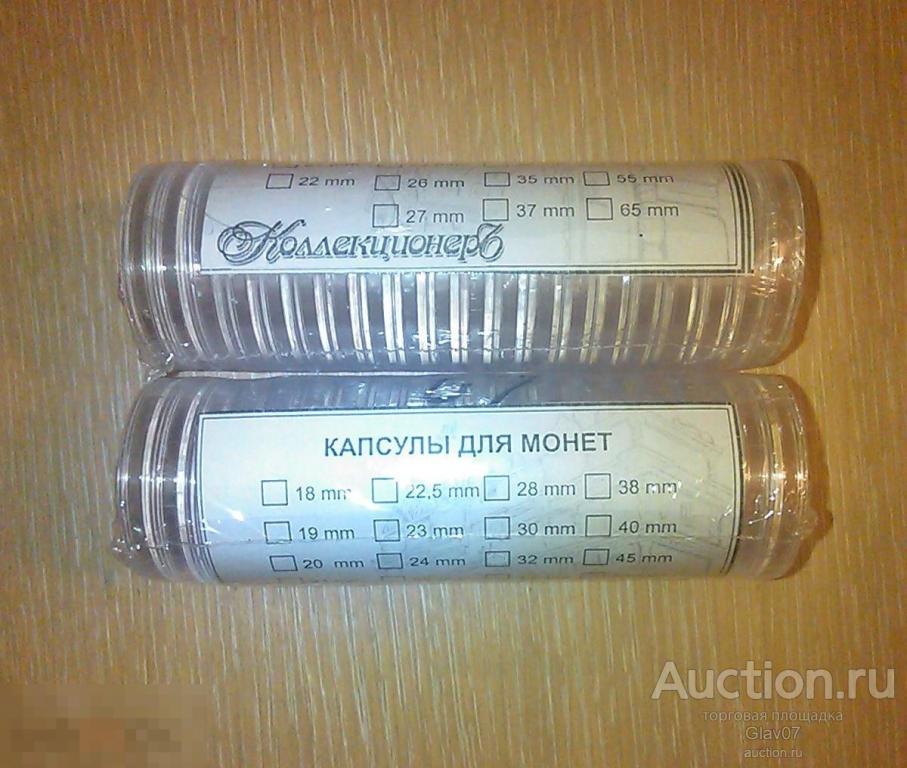 22 mm 26 mm 35 mm 55 mm
27 mm 37 mm 65 mm
Коллекционеръ
КАПСУЛЫ ДЛЯ МОНЕТ
18 mm 22,5 mm 28 mm 38 mm
19 mm 23 mm 30 mm 40 mm
20 mm 24 mm 32 mm 45 mm
Auction.ru
торговая площадка
Glav07
auction.ru